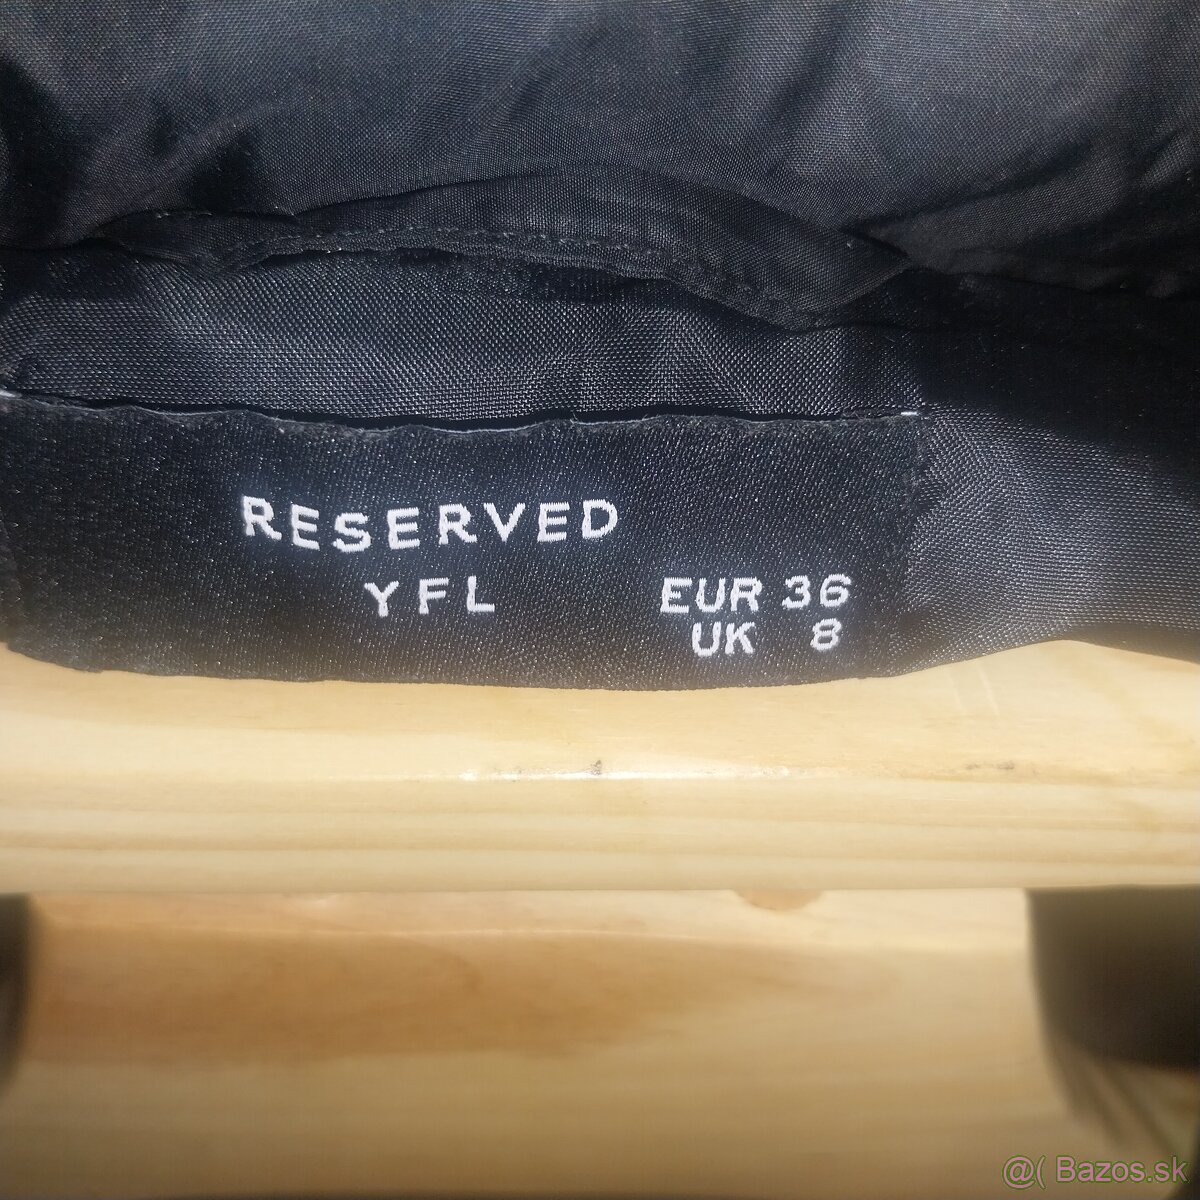 RESERVED
YFL
EUR 36
UK 8
@( Bazos.sk